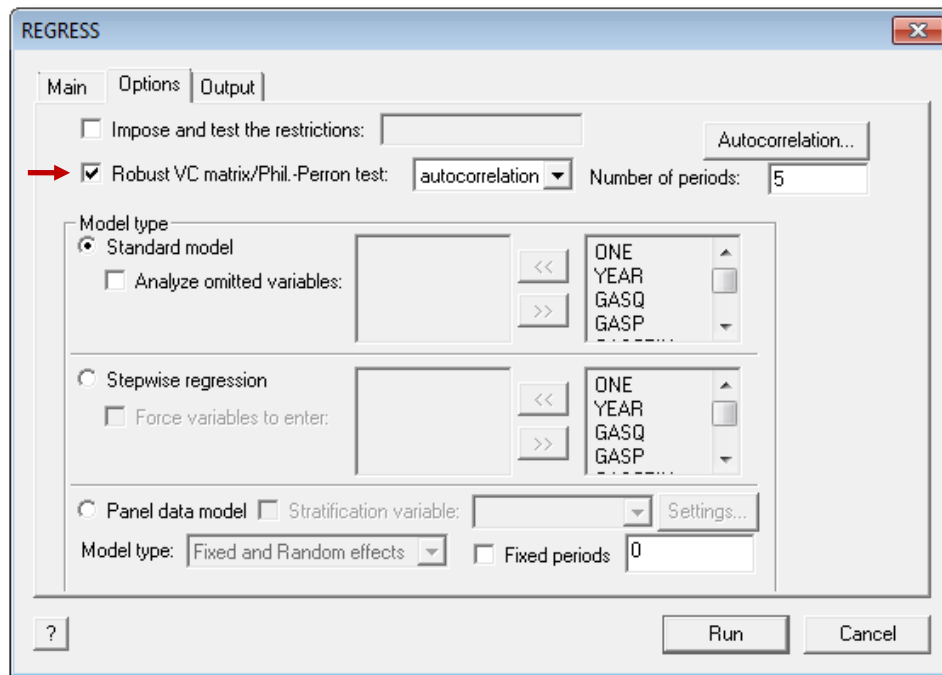 REGRESS
Main Options Output
Impose and test the restrictions:
Autocorrelation...
Robust VC matrix/Phil.-Perron test: autocorrelation Number of periods: 5
Model type
Standard model
Analyze omitted variables:
<<
>>
ONE
YEAR
GASQ
GASP
Stepwise regression
Force variables to enter:
<<
>>
ONE
YEAR
GASQ
GASP
Panel data model Stratification variable: Settings...
Model type: Fixed and Random effects Fixed periods 0
? Run Cancel